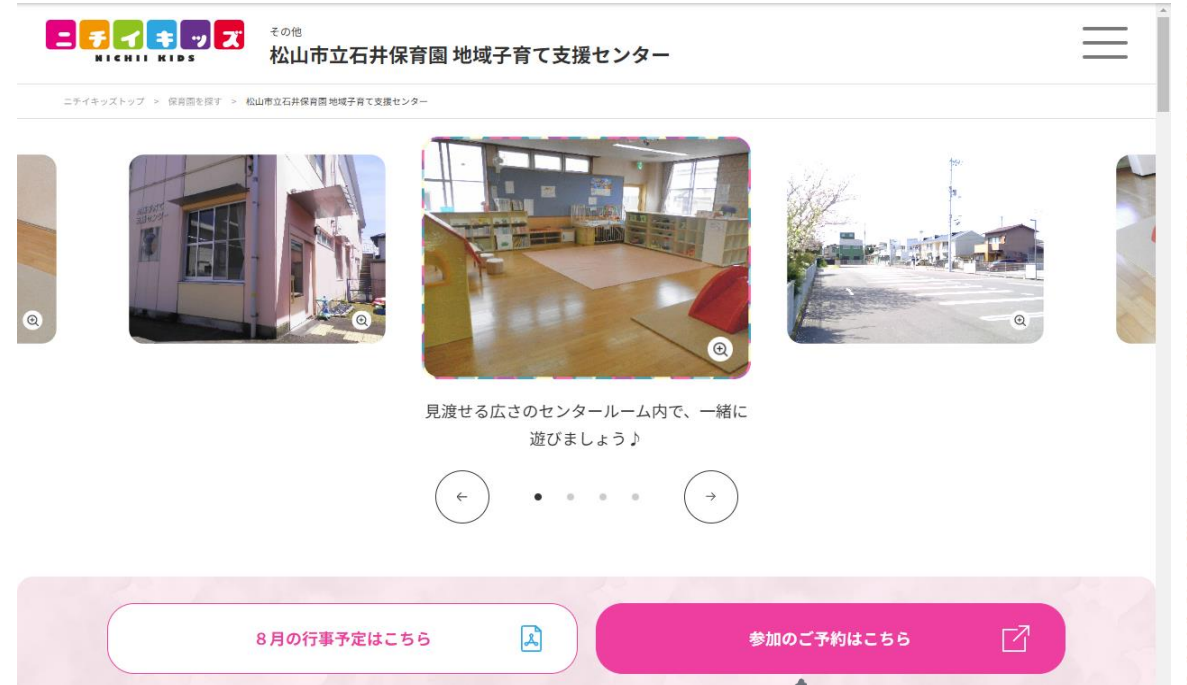 ニチイキッズ
NICHII KIDS
その他
松山市立石井保育園 地域子育て支援センター
ニチイキッズトップ > 保育園を探す > 松山市立石井保育園 地域子育て支援センター
見渡せる広さのセンタールーム内で、一緒に
遊びましょう♪
8月の行事予定はこちら
参加のご予約はこちら